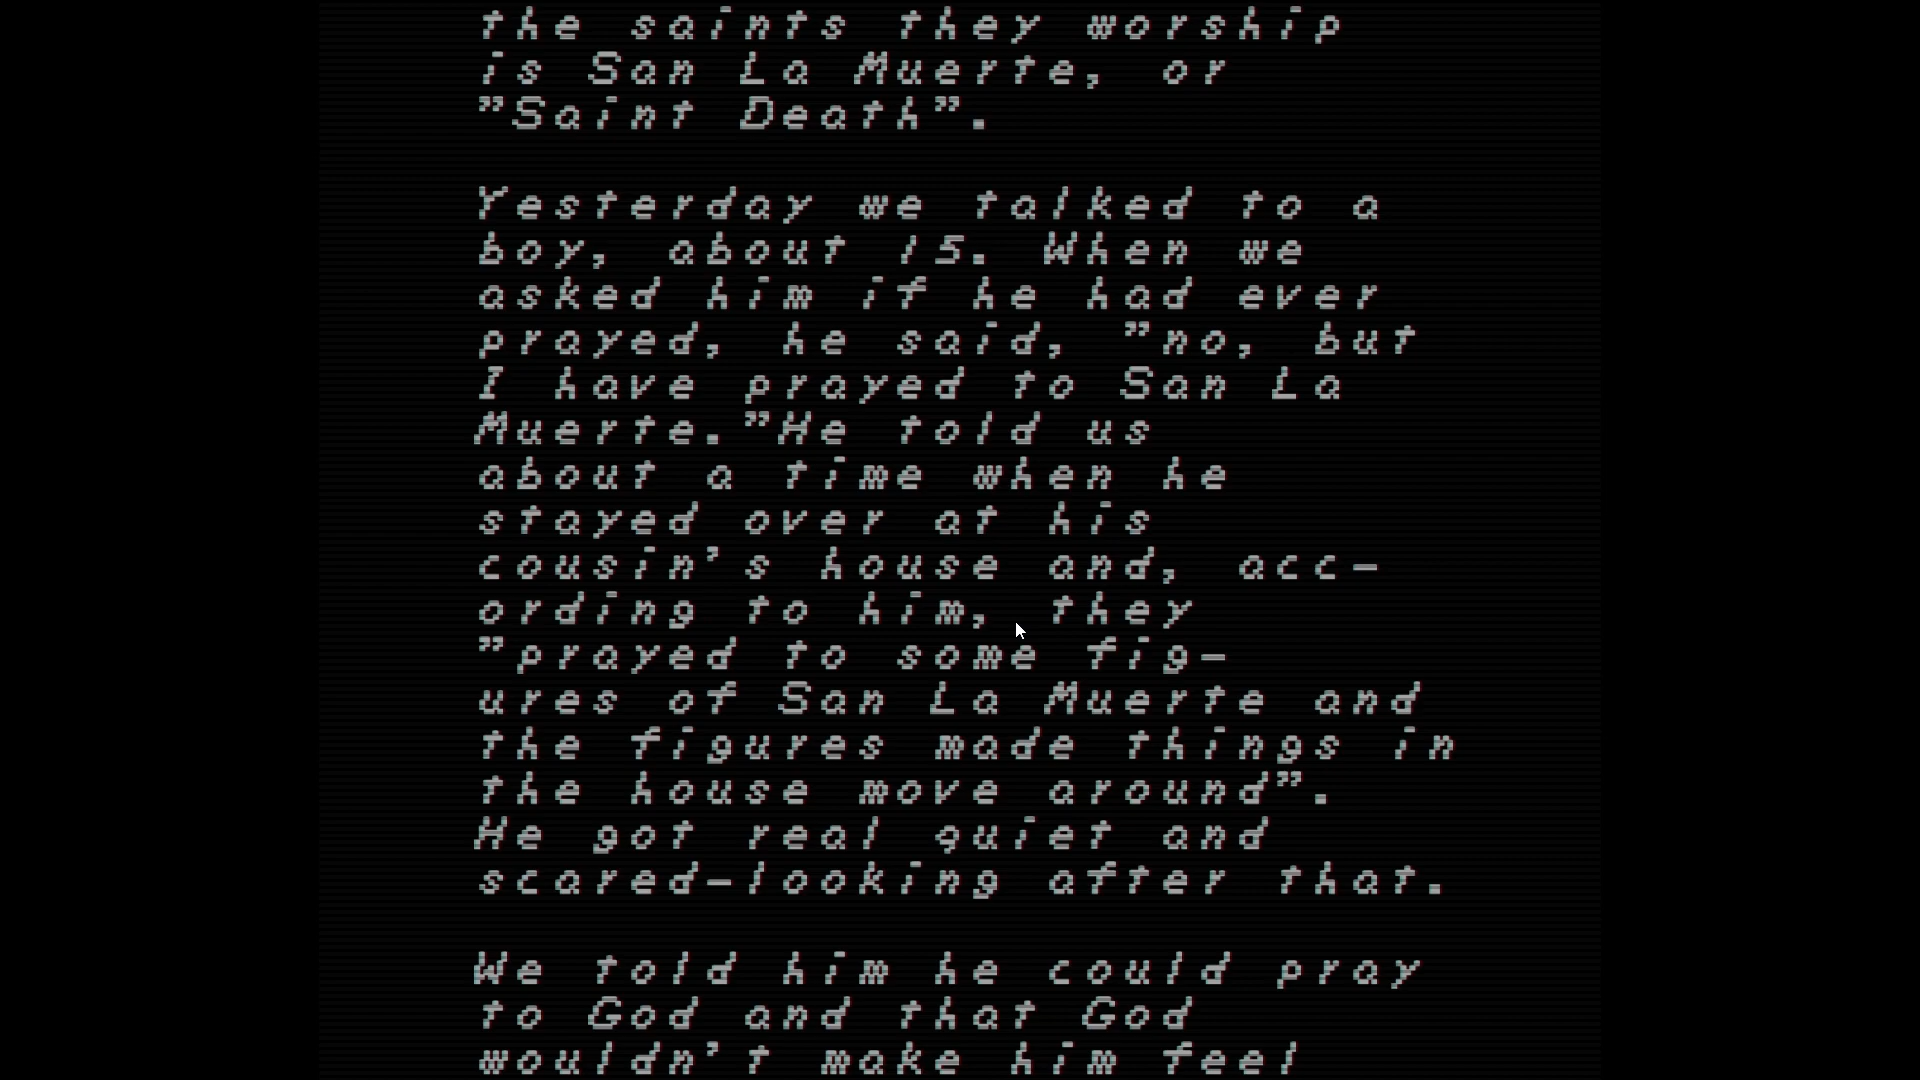 the saints they worship
is San La Muerte, or
"Saint Death".
Yesterday we talked to a
boy, about 15. When we
asked him if he had ever
prayed, he said, "no, but
I have prayed to San La
Muerte."He told us
about a time when he
stayed over at his
cousin's house and, acc-
ording to him, they
"prayed to some fig-
ures of San La Muerte and
the figures made things in
the house move around".
He got real quiet and
scared-looking after that.
We told him he could pray
to God and that God
wouldn't make him feel